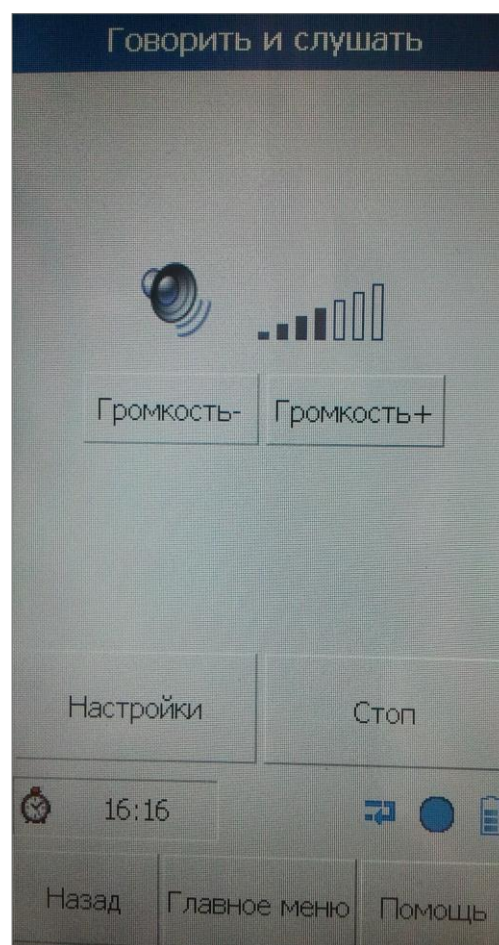 Говорить и слушать
Громкость- Громкость+
Настройки Стоп
16:16
Назад Главное меню Помощь